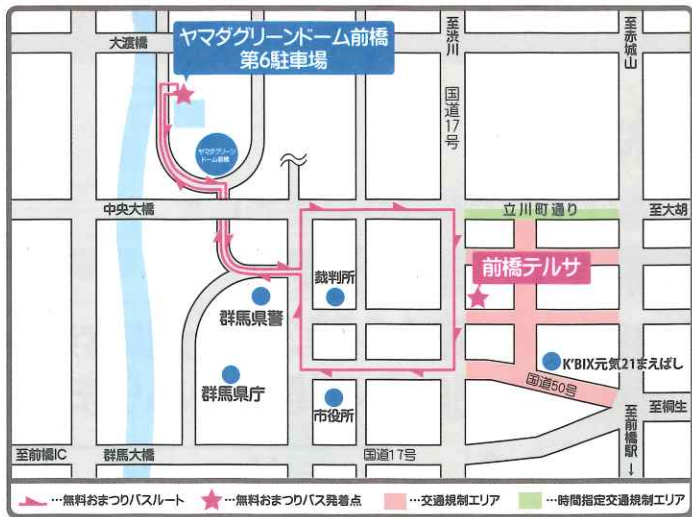 ヤマダグリーンドーム前橋
第6駐車場
大渡橋
至渋川
至赤城山
国道17号
ヤマダグリーン
ドーム前橋
中央大橋
立川町通り
至大胡
裁判所
前橋テルサ
群馬県警
K'BIX元気21まえばし
群馬県庁
国道50号
市役所
至桐生
至前橋IC
群馬大橋
国道17号
至前橋駅→
…無料おまつりバスルート
…無料おまつりバス発着点
…交通規制エリア
…時間指定交通規制エリア